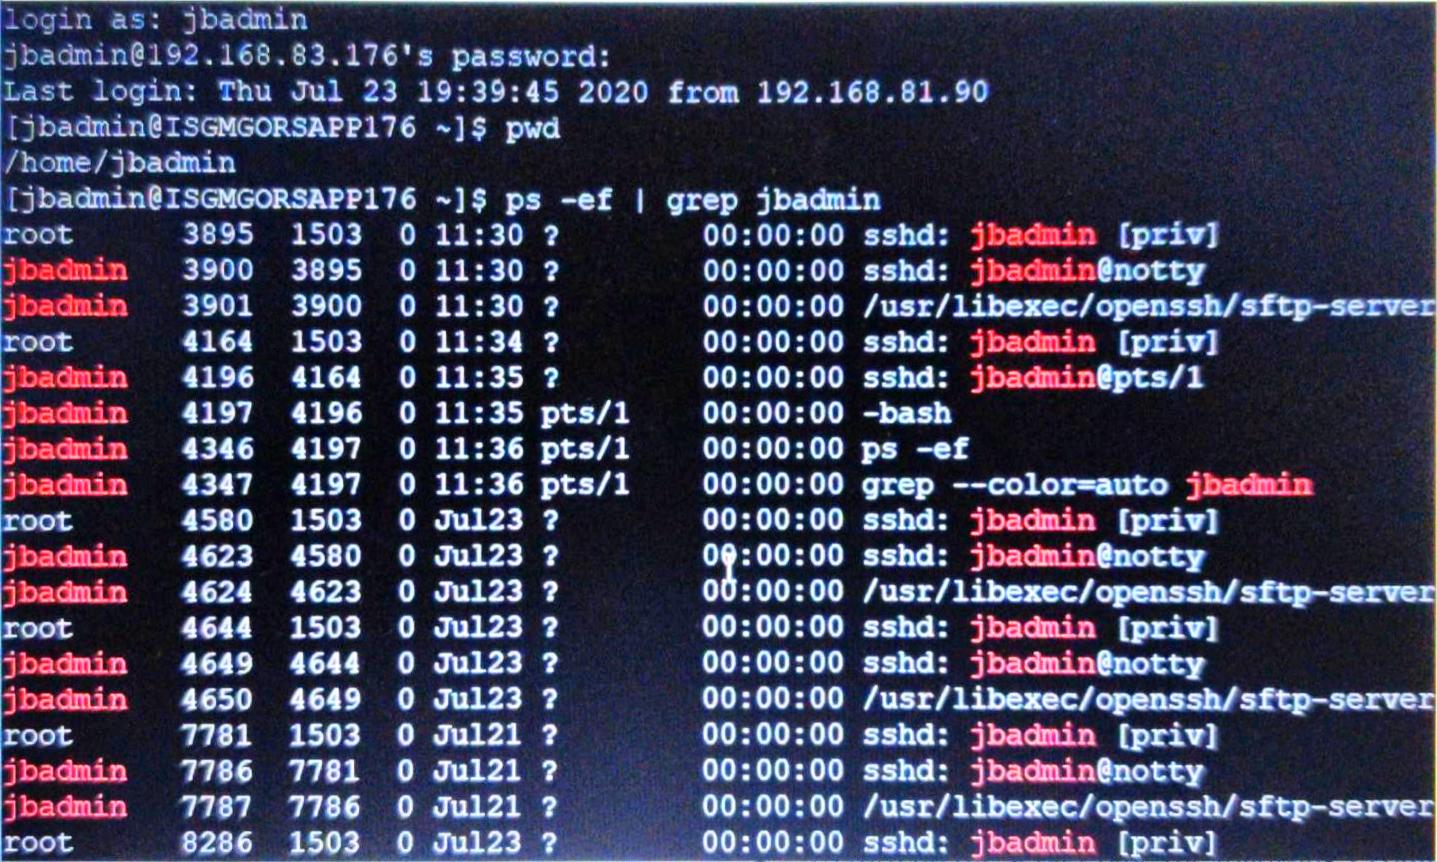 login as: jbadmin
jbadmin@192.168.83.176's password:
Last login: Thu Jul 23 19:39:45 2020 from 192.168.81.90
[jbadmin@ISGMGORSAPP176 ~]$ pwd
/home/jbadmin
[jbadmin@ISGMGORSAPP176 ~]$ ps -ef | grep jbadmin
root 3895 1503 0 11:30 ? 00:00:00 sshd: jbadmin [priv]
jbadmin 3900 3895 0 11:30 ? 00:00:00 sshd: jbadmin@notty
jbadmin 3901 3900 0 11:30 ? 00:00:00 /usr/libexec/openssh/sftp-server
root 4164 1503 0 11:34 ? 00:00:00 sshd: jbadmin [priv]
jbadmin 4196 4164 0 11:35 ? 00:00:00 sshd: jbadmin@pts/1
jbadmin 4197 4196 0 11:35 pts/1 00:00:00 -bash
jbadmin 4346 4197 0 11:36 pts/1 00:00:00 ps -ef
jbadmin 4347 4197 0 11:36 pts/1 00:00:00 grep --color=auto jbadmin
root 4580 1503 0 Jul23 ? 00:00:00 sshd: jbadmin [priv]
jbadmin 4623 4580 0 Jul23 ? 00:00:00 sshd: jbadmin@notty
jbadmin 4624 4623 0 Jul23 ? 00:00:00 /usr/libexec/openssh/sftp-server
root 4644 1503 0 Jul23 ? 00:00:00 sshd: jbadmin [priv]
jbadmin 4649 4644 0 Jul23 ? 00:00:00 sshd: jbadmin@notty
jbadmin 4650 4649 0 Jul23 ? 00:00:00 /usr/libexec/openssh/sftp-server
root 7781 1503 0 Jul21 ? 00:00:00 sshd: jbadmin [priv]
jbadmin 7786 7781 0 Jul21 ? 00:00:00 sshd: jbadmin@notty
jbadmin 7787 7786 0 Jul21 ? 00:00:00 /usr/libexec/openssh/sftp-server
root 8286 1503 0 Jul23 ? 00:00:00 sshd: jbadmin [priv]